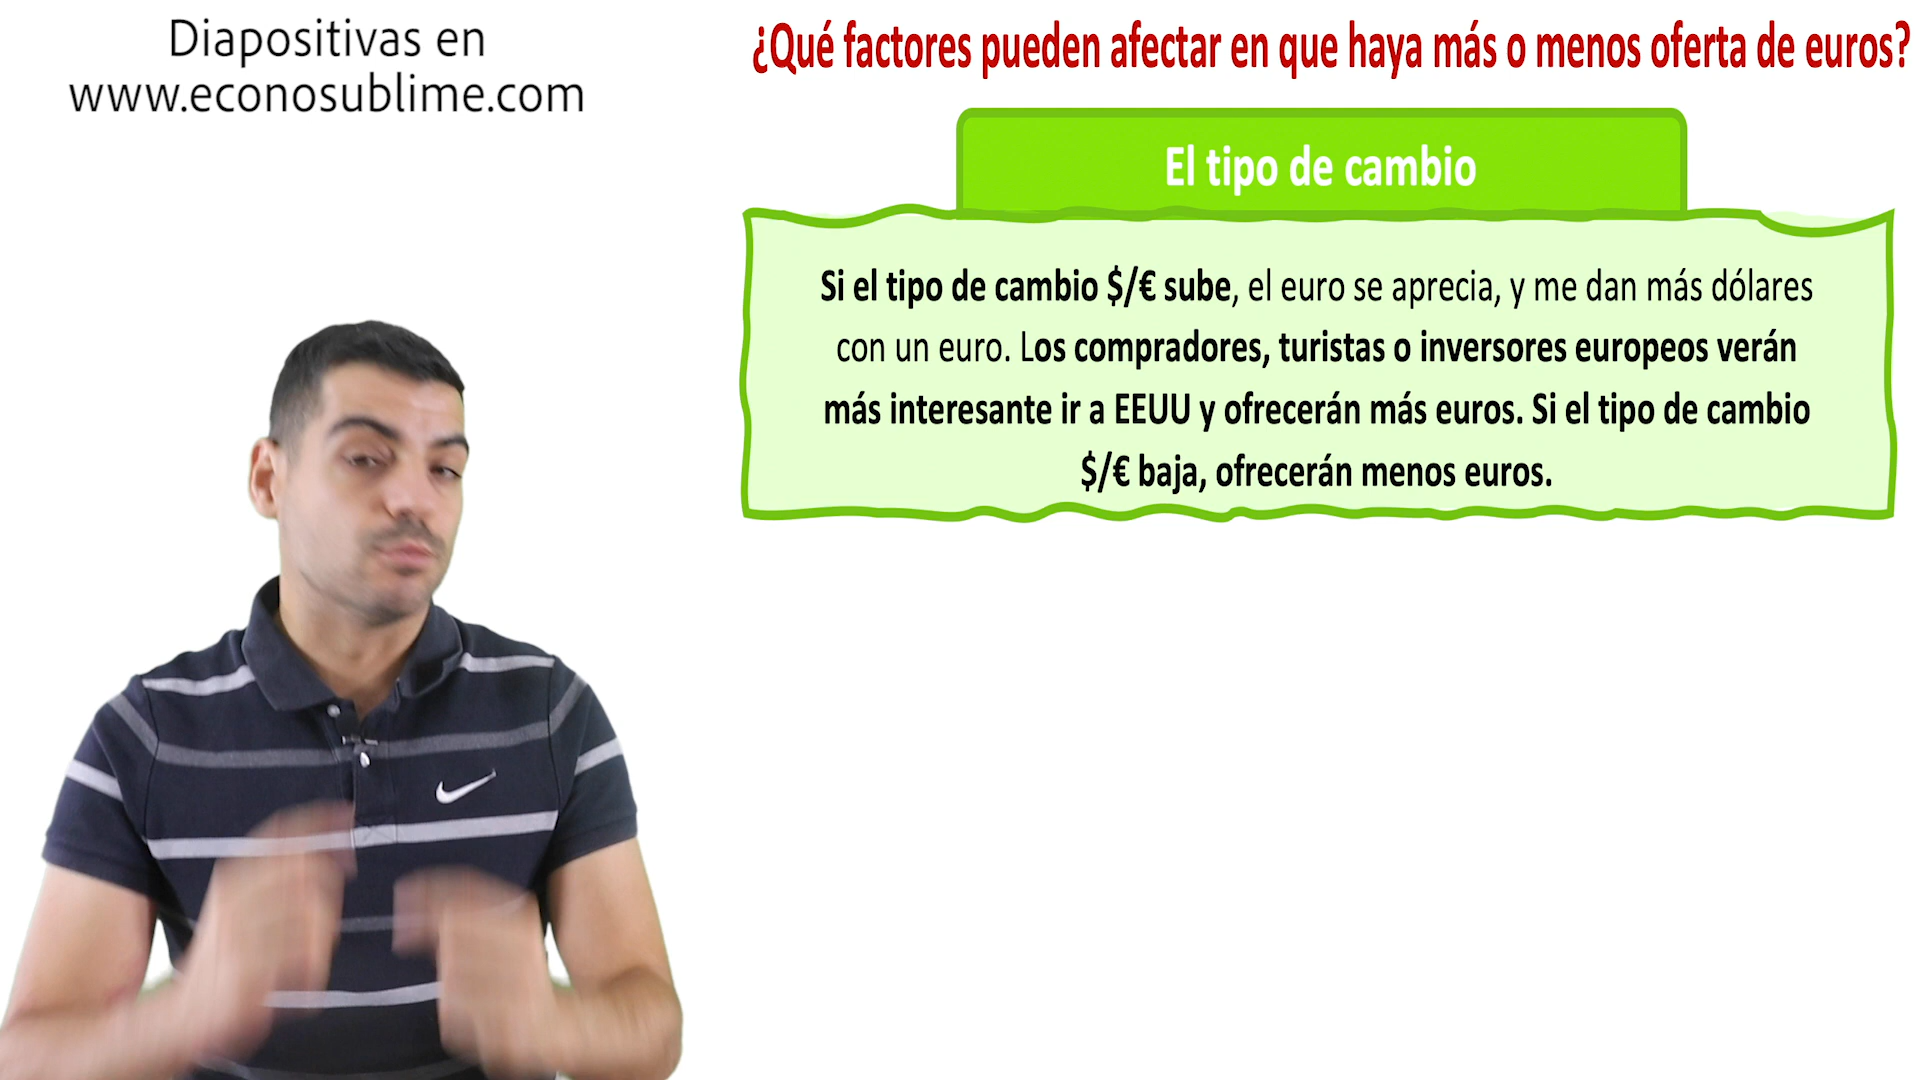 Diapositivas en
www.econosublime.com
¿Qué factores pueden afectar en que haya más o menos oferta de euros?
El tipo de cambio
Si el tipo de cambio $/€ sube, el euro se aprecia, y me dan más dólares
con un euro. Los compradores, turistas o inversores europeos verán
más interesante ir a EEUU y ofrecerán más euros. Si el tipo de cambio
$/€ baja, ofrecerán menos euros.